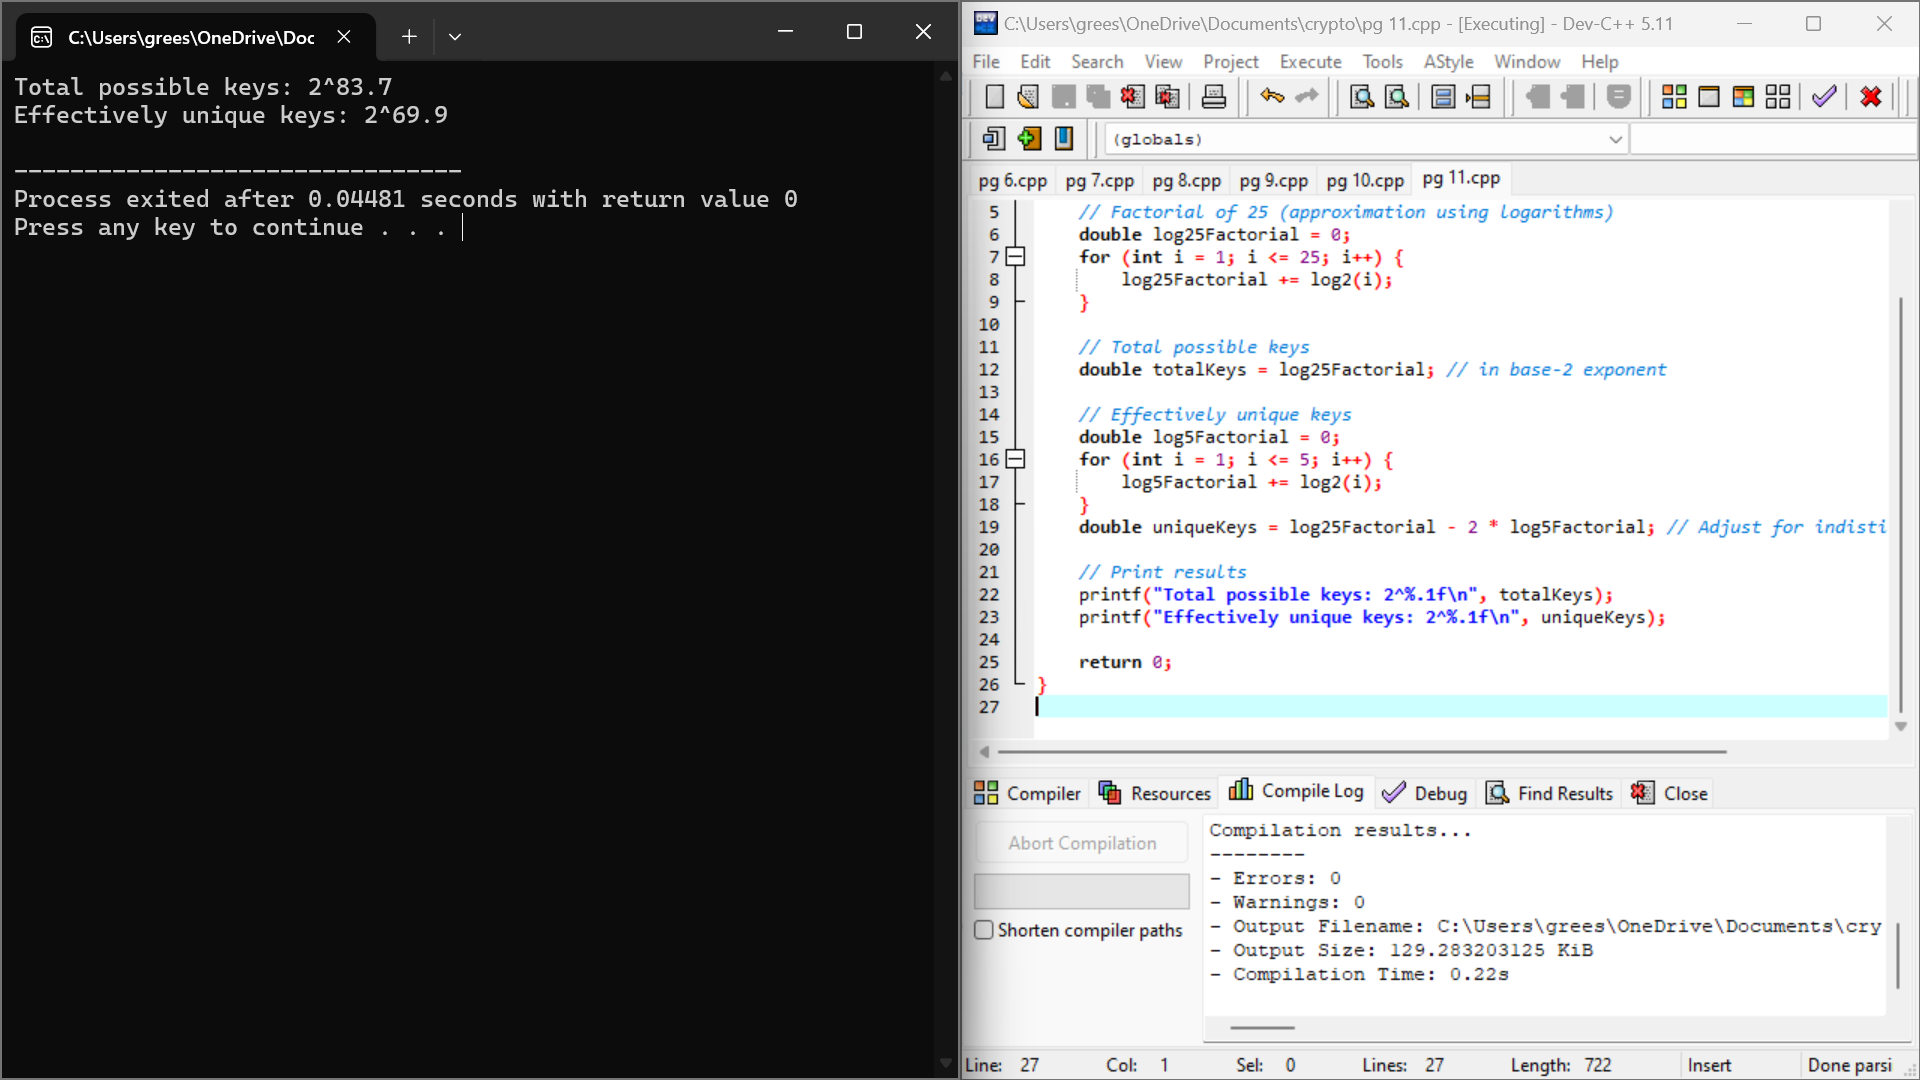 C:\Users\grees\OneDrive\Doc
Total possible keys: 2^83.7
Effectively unique keys: 2^69.9
--------------------------------
Process exited after 0.04481 seconds with return value 0
Press any key to continue . . .
C:\Users\grees\OneDrive\Documents\crypto\pg 11.cpp - [Executing] - Dev-C++ 5.11
File Edit Search View Project Execute Tools AStyle Window Help
(globals)
pg 6.cpp pg 7.cpp pg 8.cpp pg 9.cpp pg 10.cpp pg 11.cpp
5 // Factorial of 25 (approximation using logarithms)
6 double log25Factorial = 0;
7 for (int i = 1; i <= 25; i++) {
8 log25Factorial += log2(i);
9 }
10
11 // Total possible keys
12 double totalKeys = log25Factorial; // in base-2 exponent
13
14 // Effectively unique keys
15 double log5Factorial = 0;
16 for (int i = 1; i <= 5; i++) {
17 log5Factorial += log2(i);
18 }
19 double uniqueKeys = log25Factorial - 2 * log5Factorial; // Adjust for indisti
20
21 // Print results
22 printf("Total possible keys: 2^%.1f\n", totalKeys);
23 printf("Effectively unique keys: 2^%.1f\n", uniqueKeys);
24
25 return 0;
26 }
27
Compiler Resources Compile Log Debug Find Results Close
Abort Compilation
Shorten compiler paths
Compilation results...
--------
- Errors: 0
- Warnings: 0
- Output Filename: C:\Users\grees\OneDrive\Documents\cry
- Output Size: 129.283203125 KiB
- Compilation Time: 0.22s
Line: 27 Col: 1 Sel: 0 Lines: 27 Length: 722 Insert Done parsi